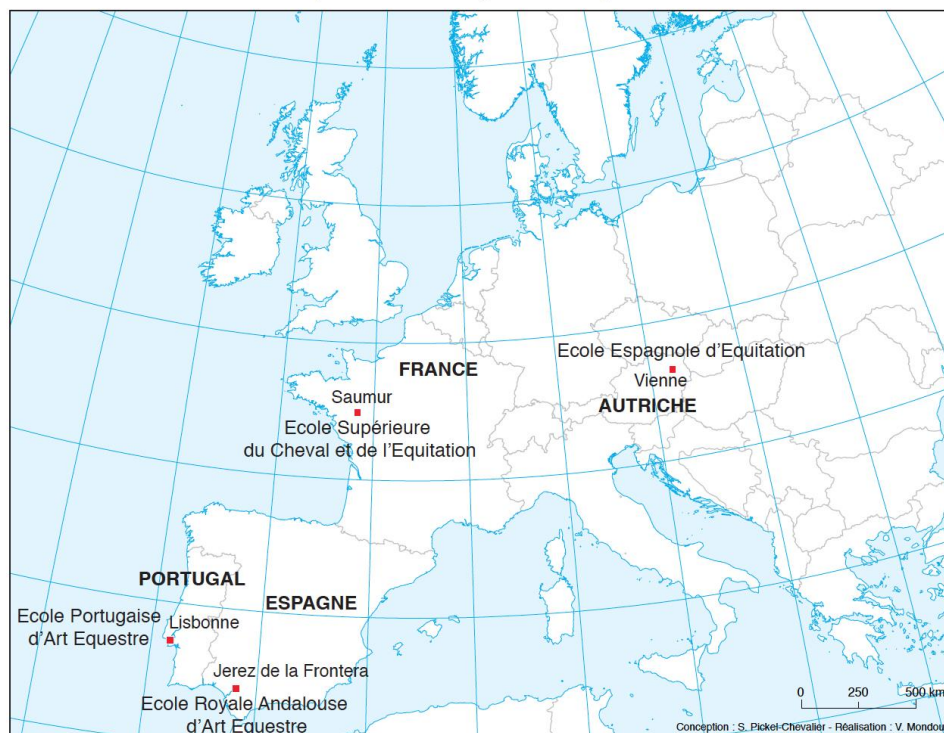 Ecole Espagnole d'Equitation
Vienne
AUTRICHE
FRANCE
Saumur
Ecole Supérieure
du Cheval et de l'Equitation
PORTUGAL
ESPAGNE
Ecole Portugaise
d'Art Equestre
Lisbonne
Jerez de la Frontera
Ecole Royale Andalouse
d'Art Equestre
0 250 500 km
Conception : S. Pickel-Chevalier - Réalisation : V. Mondou